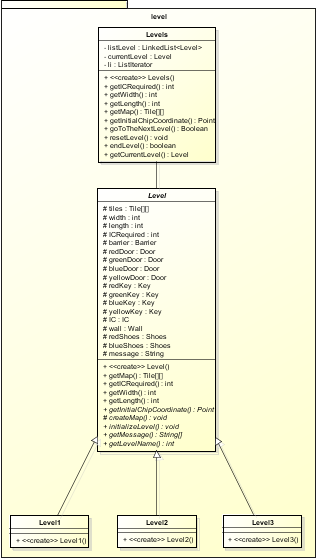 level
Levels
- listLevel : LinkedList<Level>
- currentLevel : Level
- li : ListIterator
+ <<create>> Levels()
+ getICRequired() : int
+ getWidth() : int
+ getLength() : int
+ getMap() : Tile[][]
+ getInitialChipCoordinate() : Point
+ goToTheNextLevel() : Boolean
+ resetLevel() : void
+ endLevel() : boolean
+ getCurrentLevel() : Level
Level
# tiles : Tile[][]
# width : int
# length : int
# ICRequired : int
# barrier : Barrier
# redDoor : Door
# greenDoor : Door
# blueDoor : Door
# yellowDoor : Door
# redKey : Key
# greenKey : Key
# blueKey : Key
# yellowKey : Key
# IC : IC
# wall : Wall
# redShoes : Shoes
# blueShoes : Shoes
# message : String
+ <<create>> Level()
+ getMap() : Tile[][]
+ getICRequired() : int
+ getWidth() : int
+ getLength() : int
+ getInitialChipCoordinate() : Point
# createMap() : void
+ initializeLevel() : void
+ getMessage() : String[]
+ getLevelName() : int
Level1
+ <<create>> Level1()
Level2
+ <<create>> Level2()
Level3
+ <<create>> Level3()